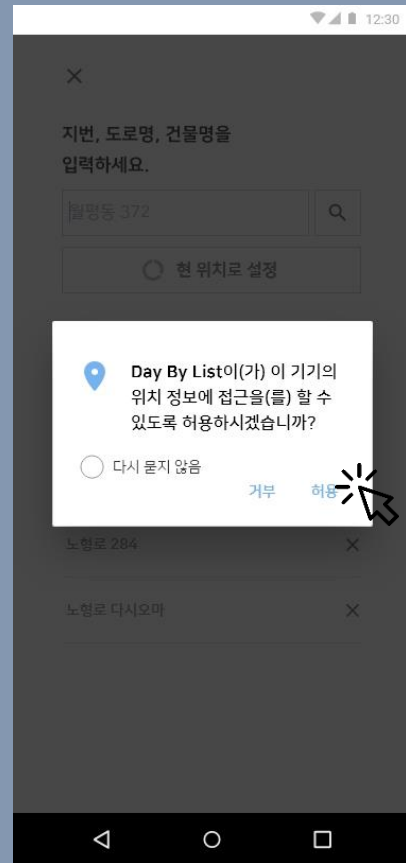 12:30
지번, 도로명, 건물명을
입력하세요.
월평동 372
현 위치로 설정
Day By List이(가) 이 기기의
위치 정보에 접근을(를) 할 수
있도록 허용하시겠습니까?
다시 묻지 않음
거부 허용
노형로 284
노형로 다시오마